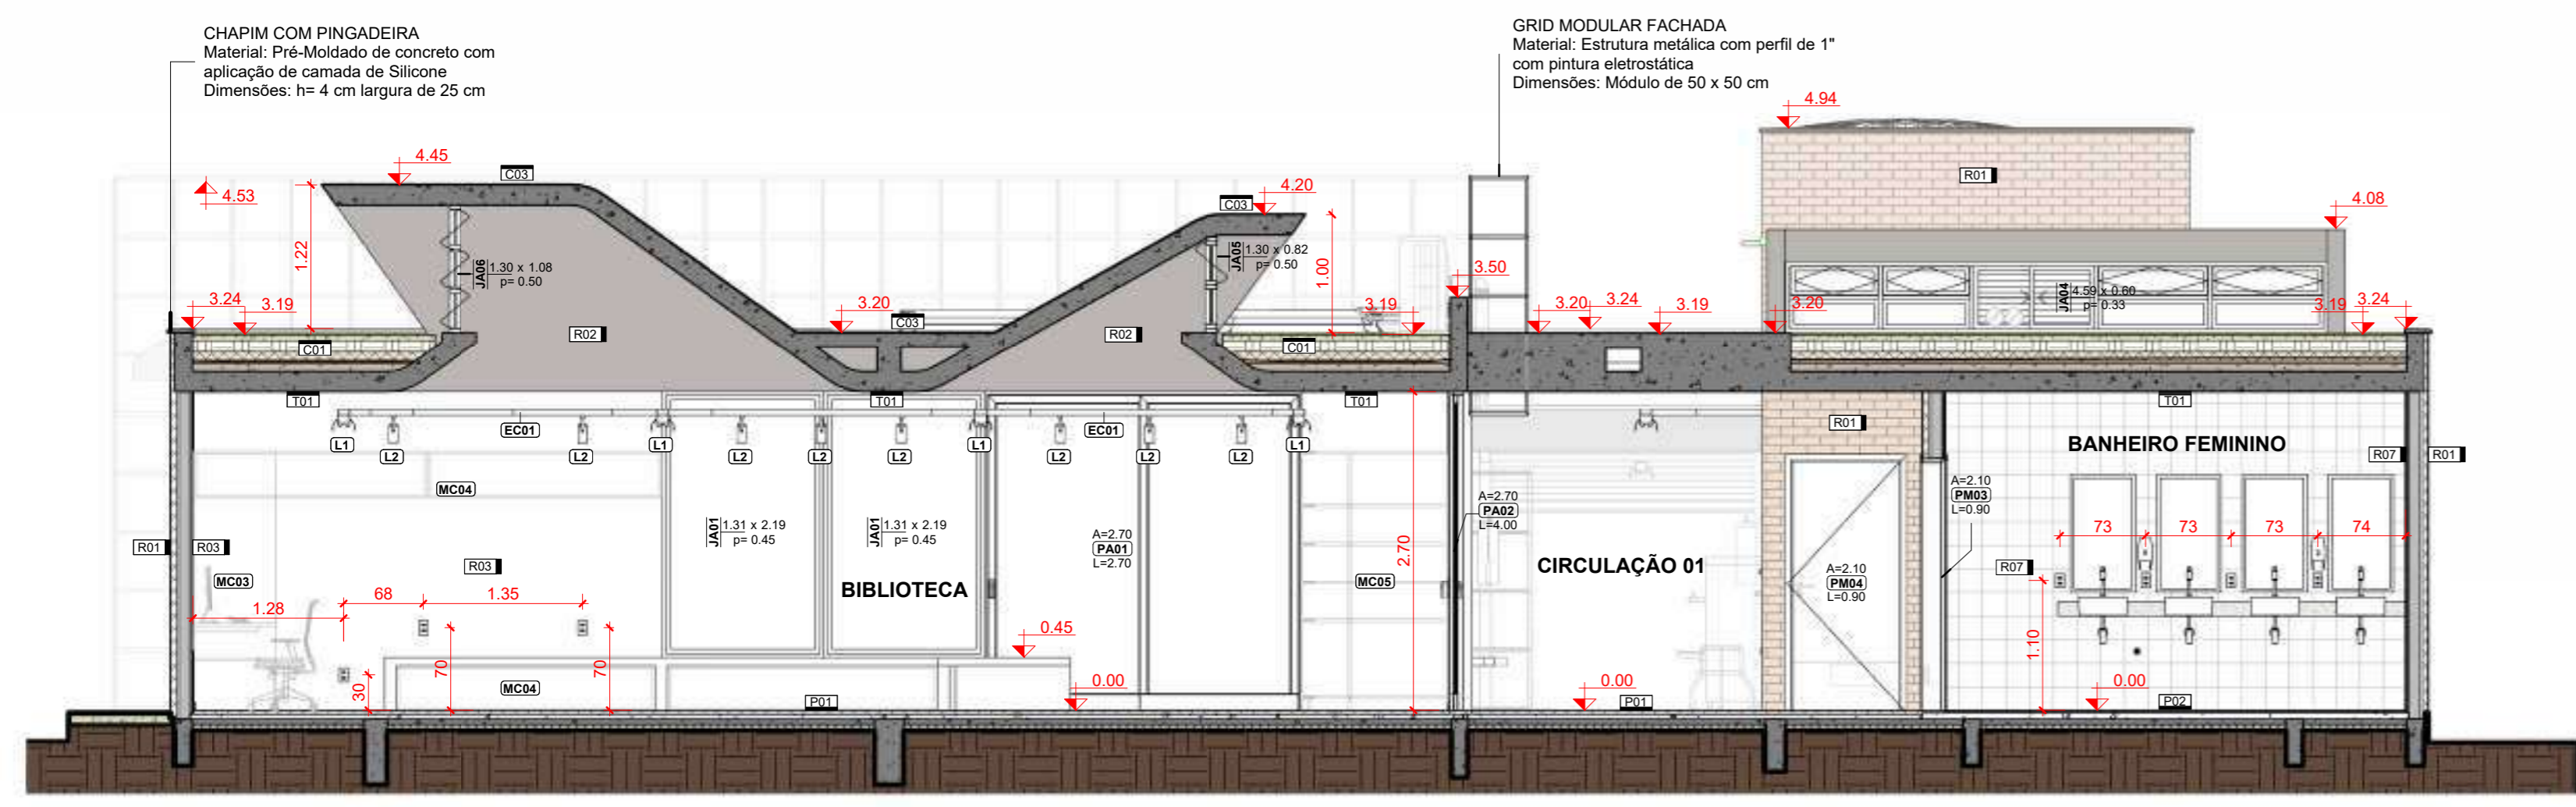 CHAPIM COM PINGADEIRA
Material: Pré-Moldado de concreto com
aplicação de camada de Silicone
Dimensões: h= 4 cm largura de 25 cm
GRID MODULAR FACHADA
Material: Estrutura metálica com perfil de 1"
com pintura eletrostática
Dimensões: Módulo de 50 x 50 cm
4.94
4.45
C03
4.53
4.20
C03
R01
4.08
1.22
JA06 1.30 x 1.08
p= 0.50
JA05 1.30 x 0.82
p= 0.50
1.00
3.50
JA04 4.59 x 0.60
p= 0.33
3.24
3.19
3.20
C03
3.19
3.20
3.24
3.19
3.20
3.19
3.24
C01
R02
R02
C01
T01
T01
T01
T01
EC01
EC01
L1
L2
L2
L1
L2
L2
L2
L1
L2
L2
L2
L1
R01
BANHEIRO FEMININO
R07
R01
MC04
JA01 1.31 x 2.19
p= 0.45
JA01 1.31 x 2.19
p= 0.45
A=2.70
PA01
L=2.70
A=2.70
PA02
L=4.00
A=2.10
PM03
L=0.90
73
73
73
74
R01
R03
R03
MC03
BIBLIOTECA
2.70
MC05
CIRCULAÇÃO 01
A=2.10
PM04
L=0.90
R07
1.28
68
1.35
0.45
1.10
30
70
70
MC04
P01
0.00
0.00
P01
0.00
P02